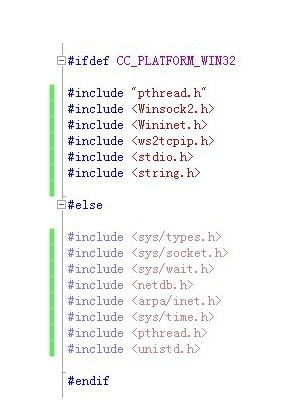 #ifdef CC_PLATFORM_WIN32
#include "pthread.h"
#include <Winsock2.h>
#include <Wininet.h>
#include <ws2tcpip.h>
#include <stdio.h>
#include <string.h>
#else
#include <sys/types.h>
#include <sys/socket.h>
#include <sys/wait.h>
#include <netdb.h>
#include <arpa/inet.h>
#include <sys/time.h>
#include <pthread.h>
#include <unistd.h>
#endif